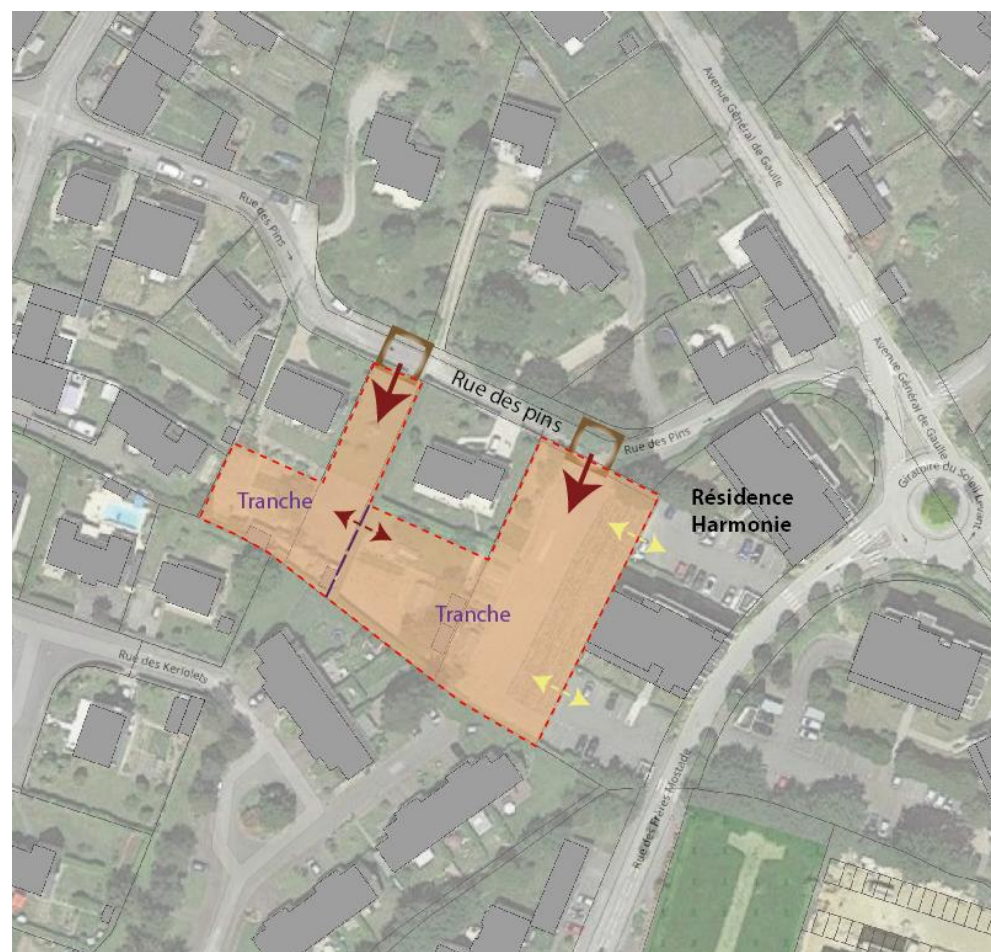 Avenue Général de Gaulle
Rue des Pins →
Rue des pins
Rue des Pins
Avenue Général de Gaulle
Giratoire du Soleil Levant
Résidence
Harmonie
Tranche
Tranche
Rue des Keriolets
Rue des Frères Mostade